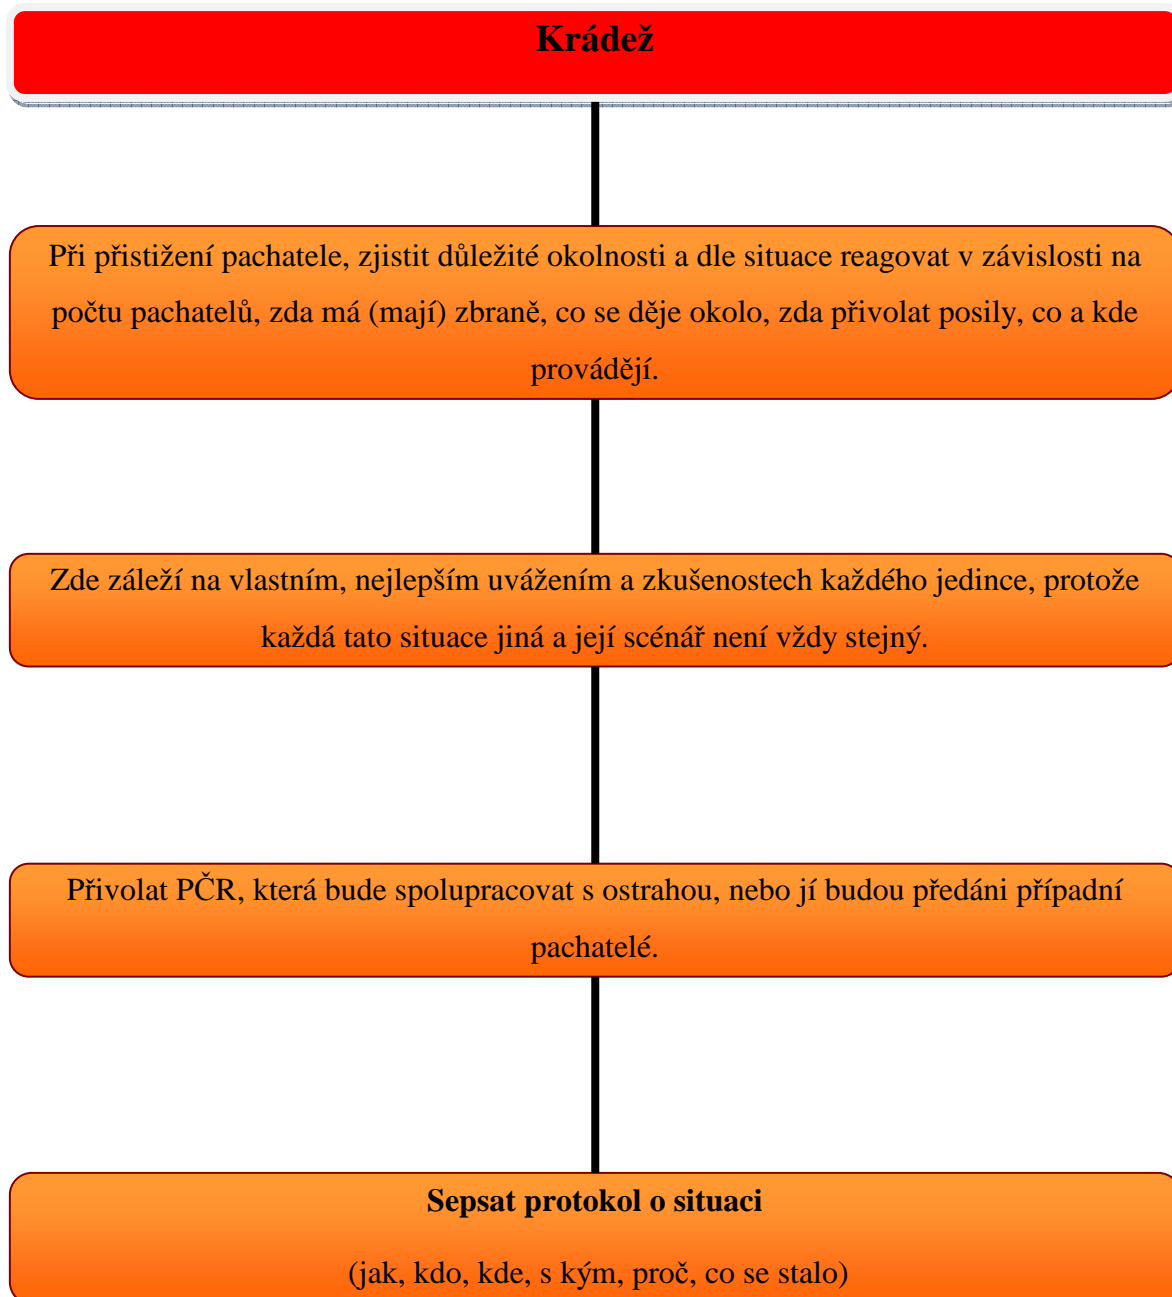 Krádež
Při přistižení pachatele, zjistit důležité okolnosti a dle situace reagovat v závislosti na
počtu pachatelů, zda má (mají) zbraně, co se děje okolo, zda přivolat posily, co a kde
provádějí.
Zde záleží na vlastním, nejlepším uvážením a zkušenostech každého jedince, protože
každá tato situace jiná a její scénář není vždy stejný.
Přivolat PČR, která bude spolupracovat s ostrahou, nebo jí budou předáni případní
pachatelé.
Sepsat protokol o situaci
(jak, kdo, kde, s kým, proč, co se stalo)